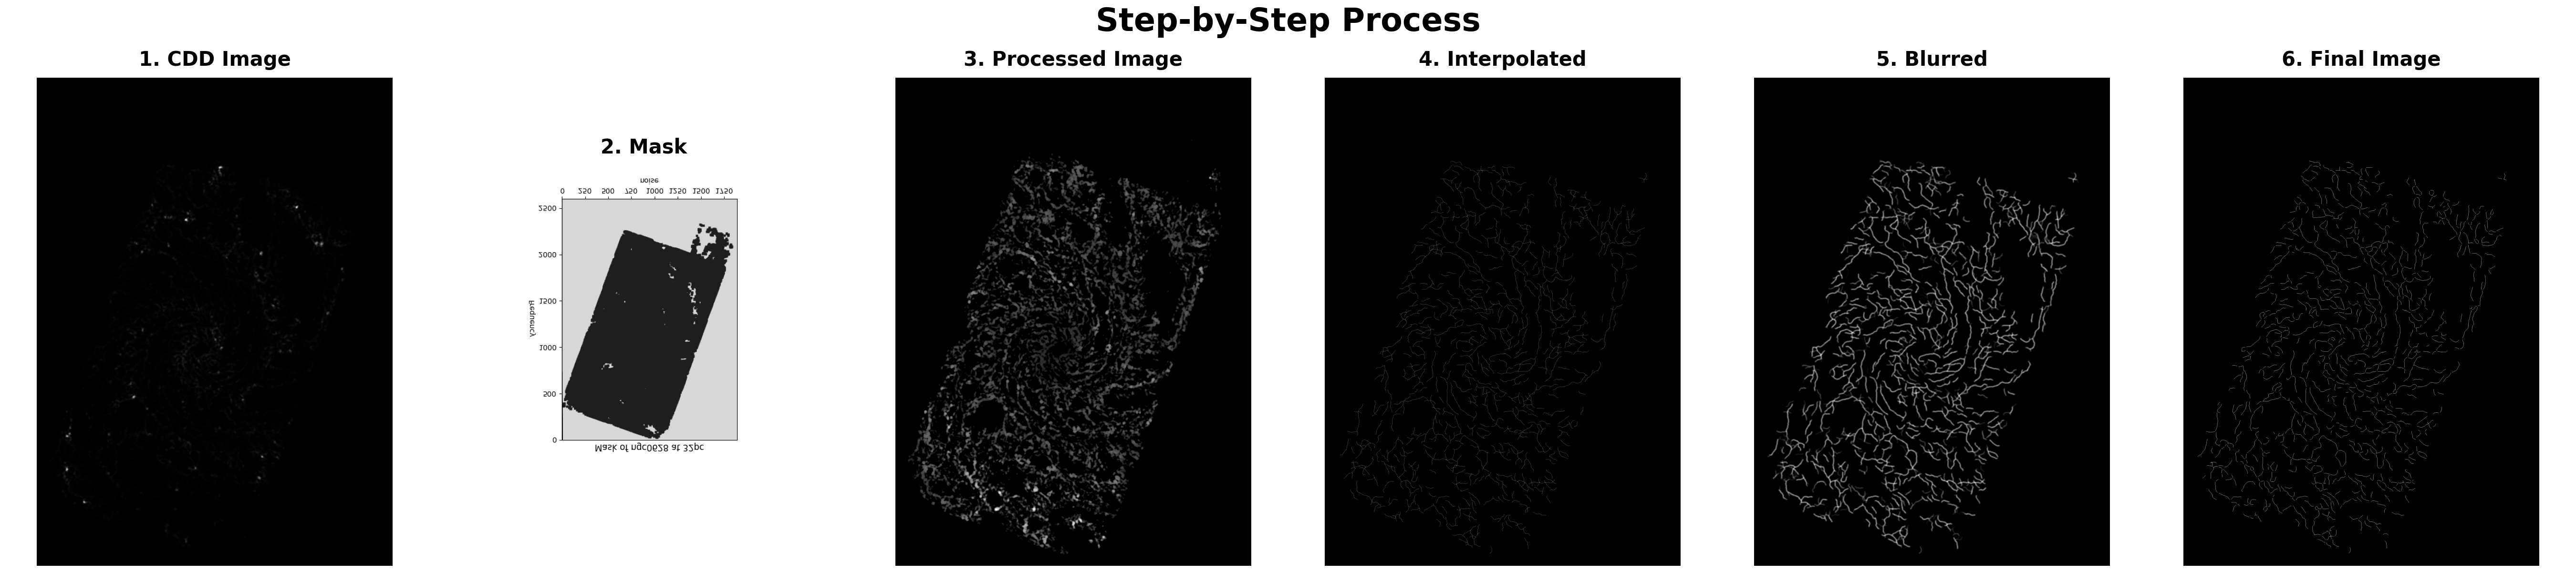 Step-by-Step Process
1. CDD Image
2. Mask
3. Processed Image
4. Interpolated
5. Blurred
6. Final Image
noise
0 250 500 750 1000 1250 1500 1750
2500
2000
1500
1000
500
0
Frequency
Mask of ngc0628 at 32pc